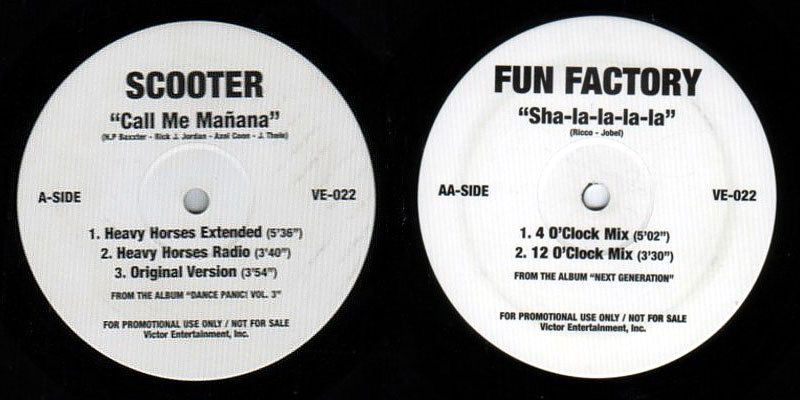 SCOOTER
"Call Me Mañana"
(H.P Baxxter - Rick J. Jordan - Axel Coon - J. Thele)
A-SIDE
VE-022
1. Heavy Horses Extended (5'36")
2. Heavy Horses Radio (3'40")
3. Original Version (3'54")
FROM THE ALBUM "DANCE PANIC! VOL. 3"
FOR PROMOTIONAL USE ONLY / NOT FOR SALE
Victor Entertainment, Inc.
FUN FACTORY
"Sha-la-la-la-la"
(Ricco - Jobel)
AA-SIDE
VE-022
1. 4 O'Clock Mix (5'02")
2. 12 O'Clock Mix (3'30")
FROM THE ALBUM "NEXT GENERATION"
FOR PROMOTIONAL USE ONLY / NOT FOR SALE
Victor Entertainment, Inc.